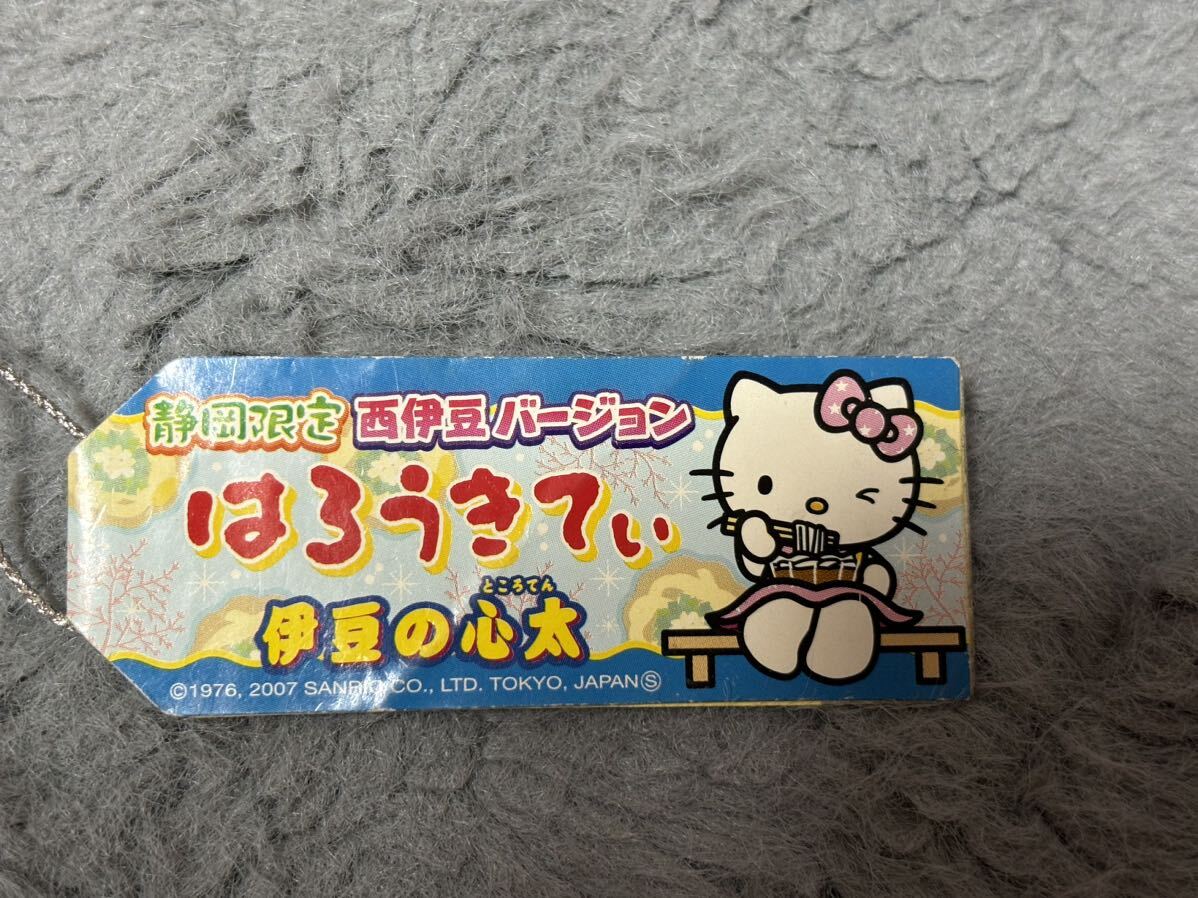 静岡限定 西伊豆バージョン
はろうきてぃ
ところてん
伊豆の心太
©1976, 2007 SANRIO CO., LTD. TOKYO, JAPANⓈ